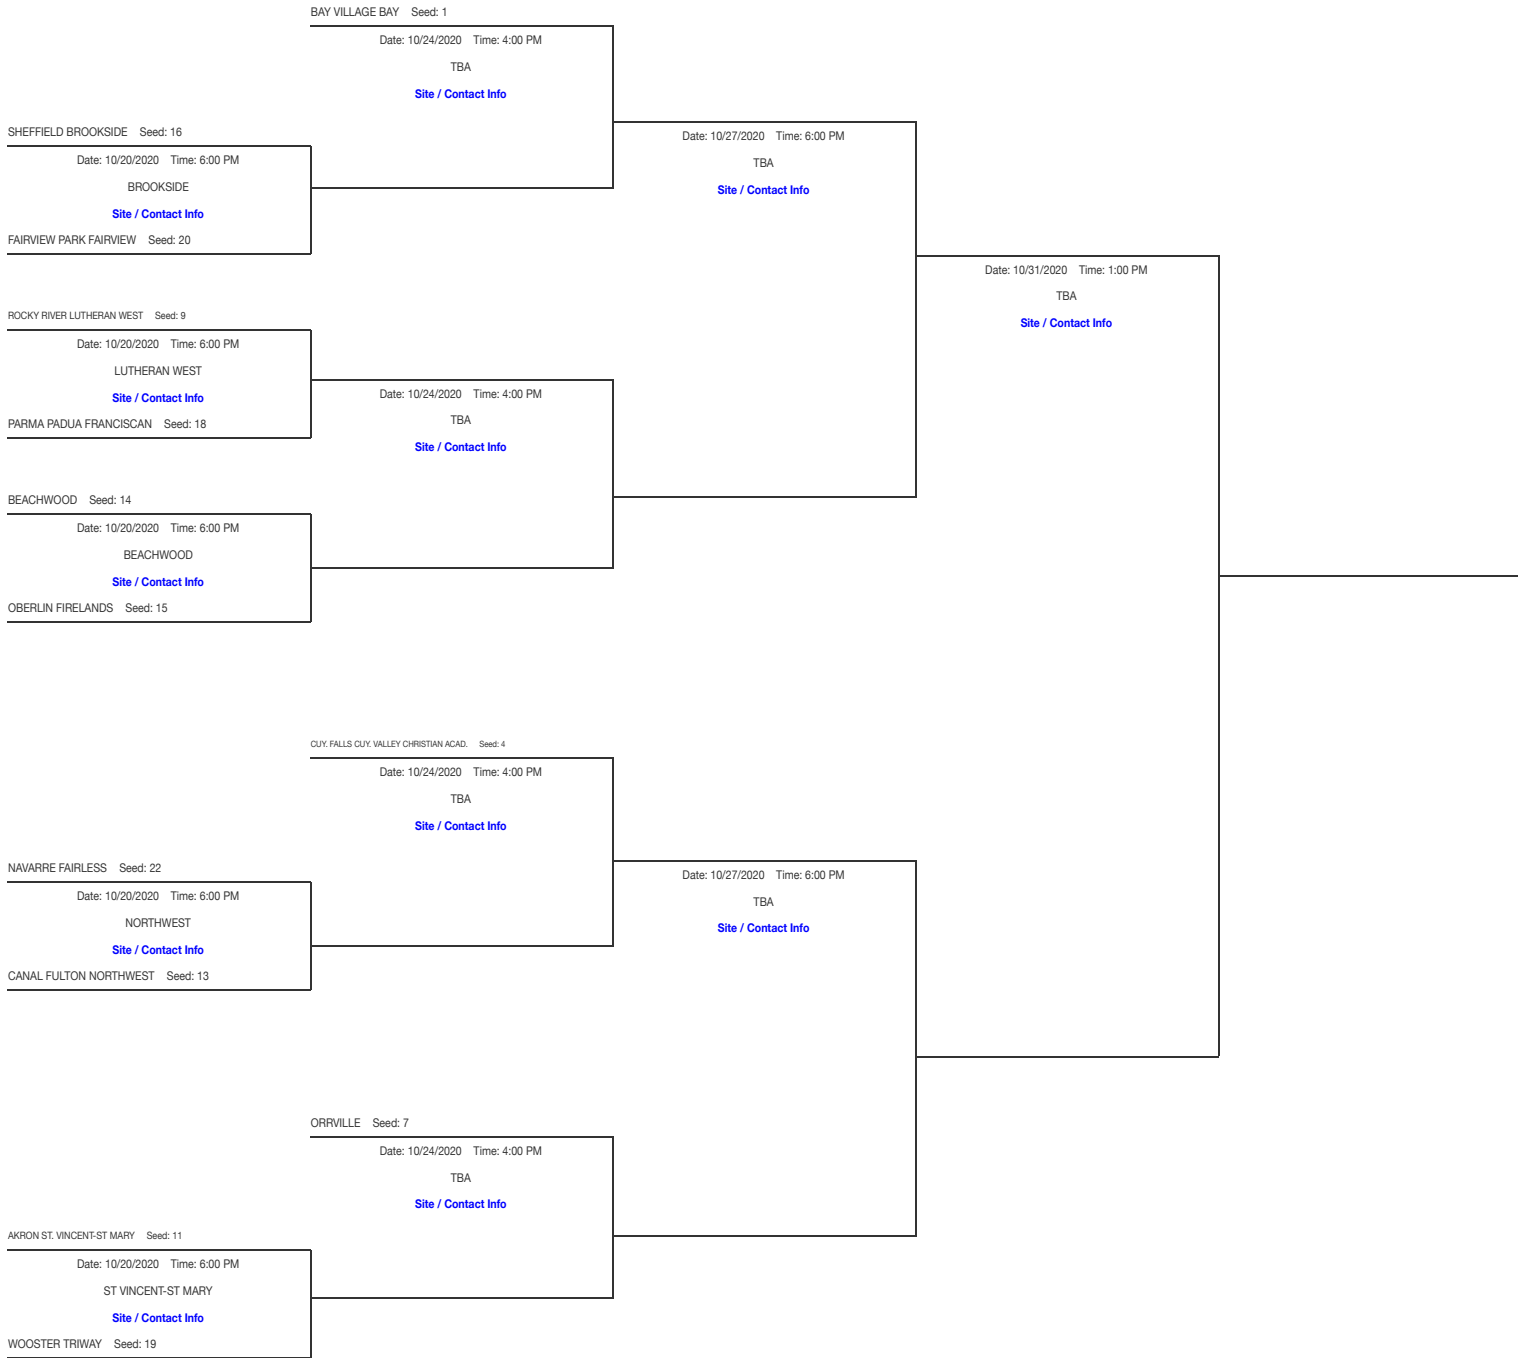 BAY VILLAGE BAY Seed: 1
Date: 10/24/2020 Time: 4:00 PM
TBA
Site / Contact Info
SHEFFIELD BROOKSIDE Seed: 16
Date: 10/20/2020 Time: 6:00 PM
BROOKSIDE
Site / Contact Info
FAIRVIEW PARK FAIRVIEW Seed: 20
Date: 10/27/2020 Time: 6:00 PM
TBA
Site / Contact Info
Date: 10/31/2020 Time: 1:00 PM
TBA
Site / Contact Info
ROCKY RIVER LUTHERAN WEST Seed: 9
Date: 10/20/2020 Time: 6:00 PM
LUTHERAN WEST
Site / Contact Info
PARMA PADUA FRANCISCAN Seed: 18
Date: 10/24/2020 Time: 4:00 PM
TBA
Site / Contact Info
BEACHWOOD Seed: 14
Date: 10/20/2020 Time: 6:00 PM
BEACHWOOD
Site / Contact Info
OBERLIN FIRELANDS Seed: 15
CUY. FALLS CUY. VALLEY CHRISTIAN ACAD. Seed: 4
Date: 10/24/2020 Time: 4:00 PM
TBA
Site / Contact Info
NAVARRE FAIRLESS Seed: 22
Date: 10/20/2020 Time: 6:00 PM
NORTHWEST
Site / Contact Info
CANAL FULTON NORTHWEST Seed: 13
Date: 10/27/2020 Time: 6:00 PM
TBA
Site / Contact Info
ORRVILLE Seed: 7
Date: 10/24/2020 Time: 4:00 PM
TBA
Site / Contact Info
AKRON ST. VINCENT-ST MARY Seed: 11
Date: 10/20/2020 Time: 6:00 PM
ST VINCENT-ST MARY
Site / Contact Info
WOOSTER TRIWAY Seed: 19